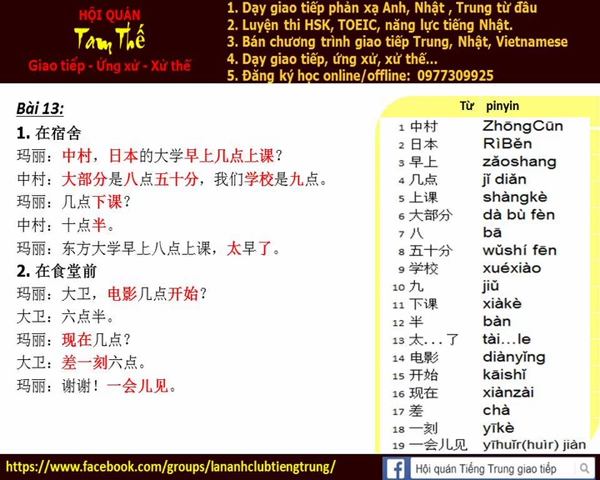 HỘI QUÁN
Tam Thế
Giao tiếp - Ứng xử - Xử thế
1. Dạy giao tiếp phản xạ Anh, Nhật , Trung từ đầu
2. Luyện thi HSK, TOEIC, năng lực tiếng Nhật.
3. Bán chương trình giao tiếp Trung, Nhật, Vietnamese
4. Dạy giao tiếp, ứng xử, xử thế...
5. Đăng ký học online/offline: 0977309925
Bài 13:
1. 在宿舍
玛丽：中村，日本的大学早上几点上课？
中村：大部分是八点五十分，我们学校是九点。
玛丽：几点下课？
中村：十点半。
玛丽：东方大学早上八点上课，太早了。
2. 在食堂前
玛丽：大卫，电影几点开始？
大卫：六点半。
玛丽：现在几点？
大卫：差一刻六点。
玛丽：谢谢！一会儿见。
Từ pinyin
1 中村 ZhōngCūn
2 日本 RìBěn
3 早上 zǎoshang
4 几点 jǐ diǎn
5 上课 shàngkè
6 大部分 dà bù fèn
7 八 bā
8 五十分 wǔshí fēn
9 学校 xuéxiào
10 九 jiǔ
11 下课 xiàkè
12 半 bàn
13 太...了 tài...le
14 电影 diànyǐng
15 开始 kāishǐ
16 现在 xiànzài
17 差 chà
18 一刻 yīkè
19 一会儿见 yīhuǐr(huìr) jiàn
https://www.facebook.com/groups/lananhclubtiengtrung/
f Hội quán Tiếng Trung giao tiếp